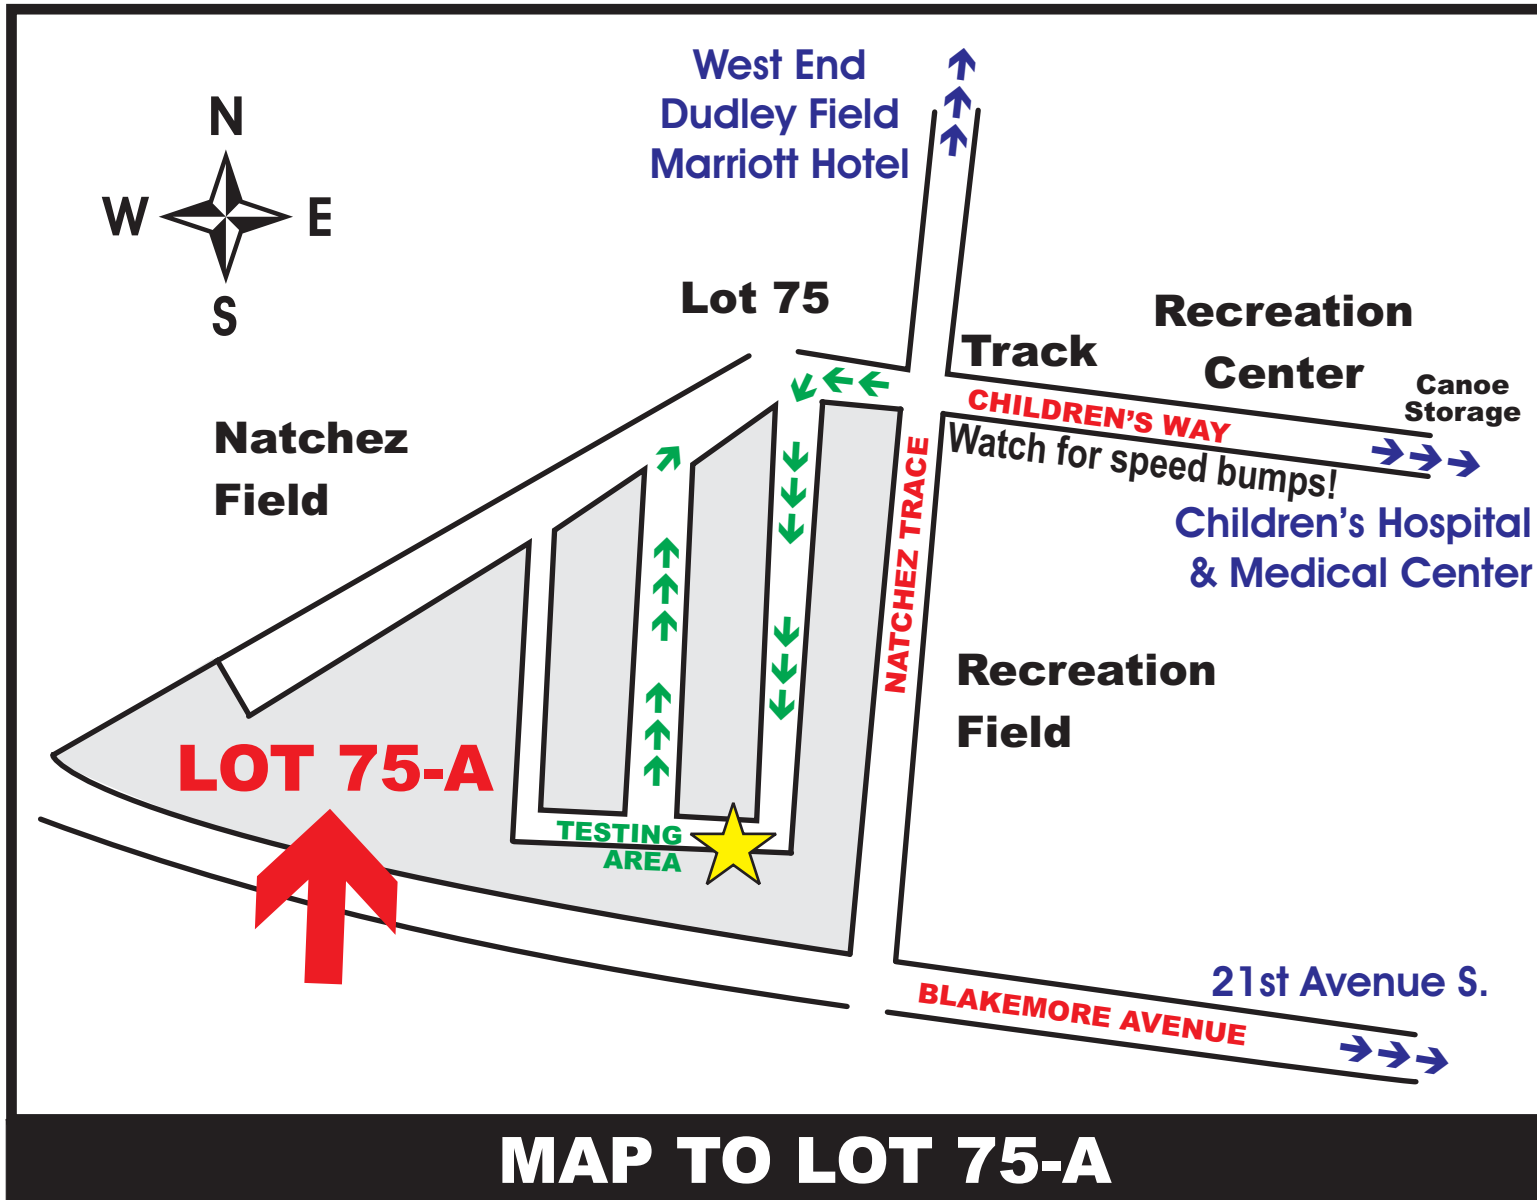 West End
Dudley Field
Marriott Hotel
N
W
E
S
Lot 75
Track
Recreation
Center
Canoe
Storage
CHILDREN'S WAY
Watch for speed bumps!
Children's Hospital
& Medical Center
Natchez
Field
NATCHEZ TRACE
Recreation
Field
LOT 75-A
TESTING
AREA
21st Avenue S.
BLAKEMORE AVENUE
MAP TO LOT 75-A